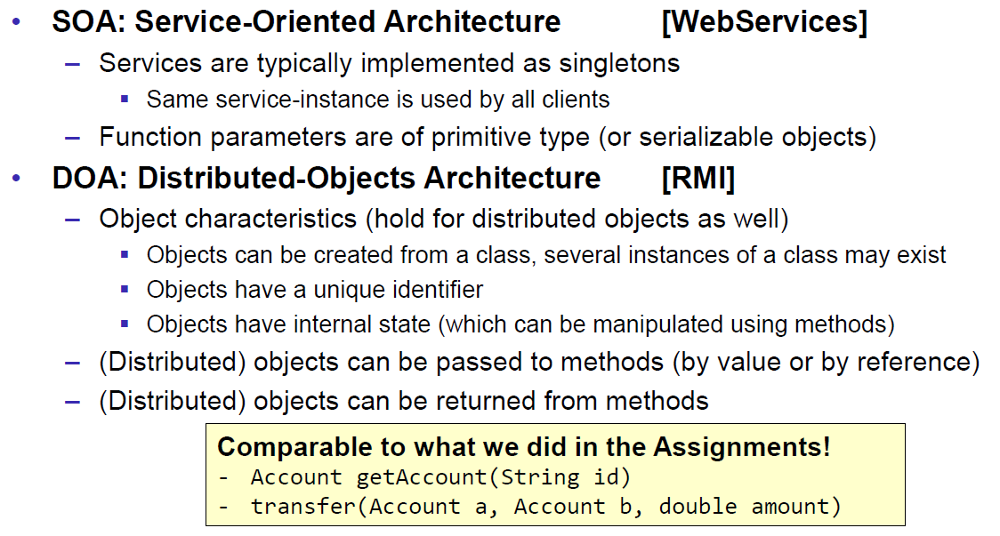 • SOA: Service-Oriented Architecture [WebServices]
– Services are typically implemented as singletons
▪ Same service-instance is used by all clients
– Function parameters are of primitive type (or serializable objects)
• DOA: Distributed-Objects Architecture [RMI]
– Object characteristics (hold for distributed objects as well)
▪ Objects can be created from a class, several instances of a class may exist
▪ Objects have a unique identifier
▪ Objects have internal state (which can be manipulated using methods)
– (Distributed) objects can be passed to methods (by value or by reference)
– (Distributed) objects can be returned from methods
Comparable to what we did in the Assignments!
- Account getAccount(String id)
- transfer(Account a, Account b, double amount)